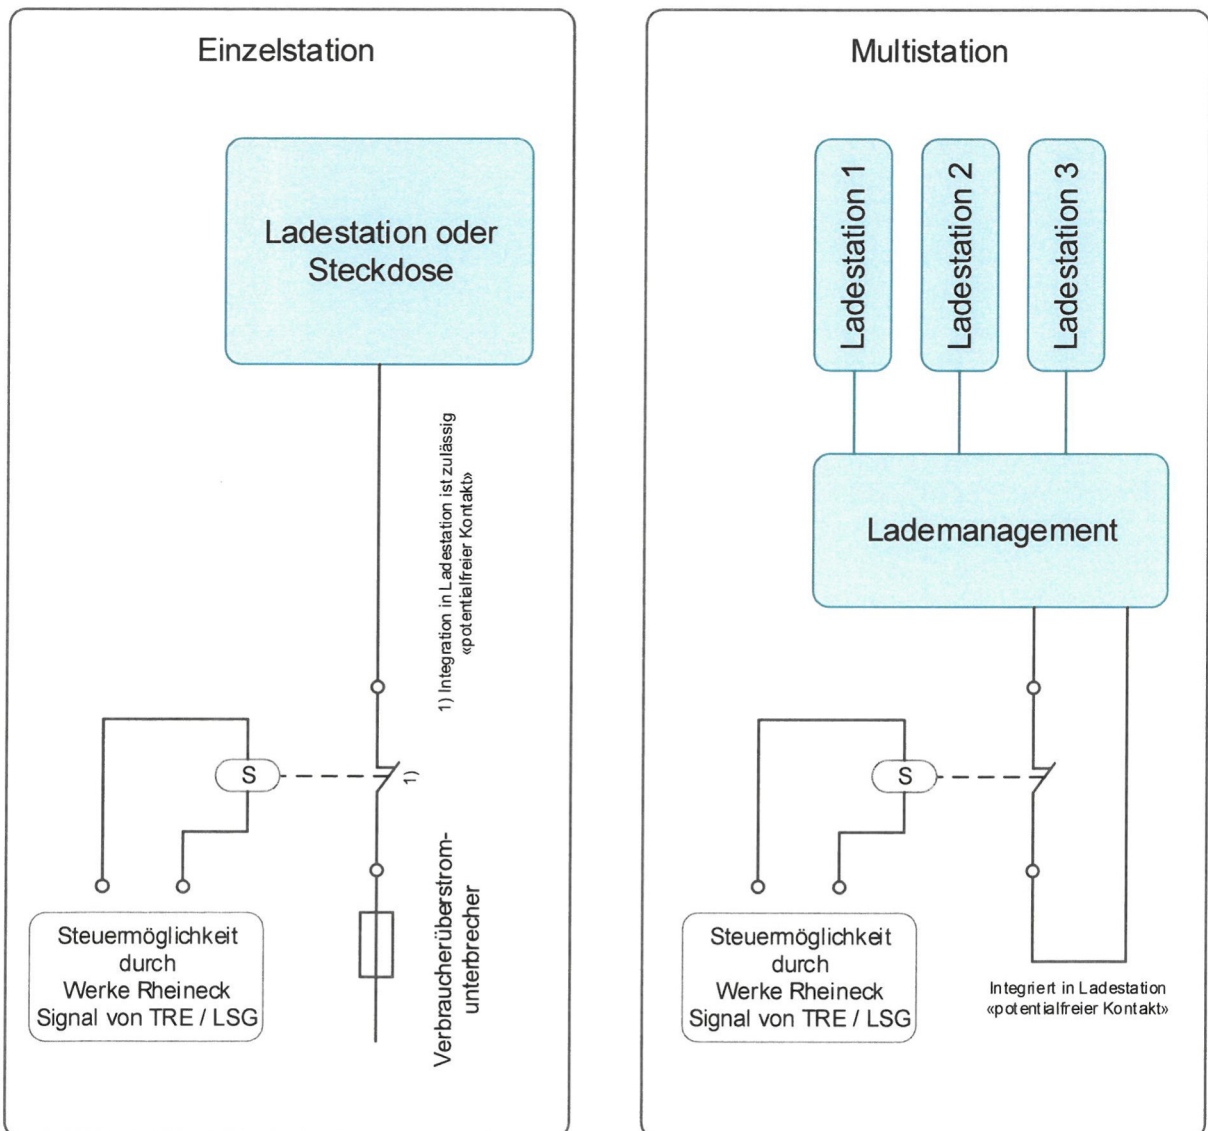 Einzelstation
Ladestation oder
Steckdose
1) Integration in Ladestation ist zulässig
«potentialfreier Kontakt»
S
1)
Verbraucherüberstrom-
unterbrecher
Steuermöglichkeit
durch
Werke Rheineck
Signal von TRE / LSG
Multistation
Ladestation 1
Ladestation 2
Ladestation 3
Lademanagement
S
Steuermöglichkeit
durch
Werke Rheineck
Signal von TRE / LSG
Integriert in Ladestation
«potentialfreier Kontakt»